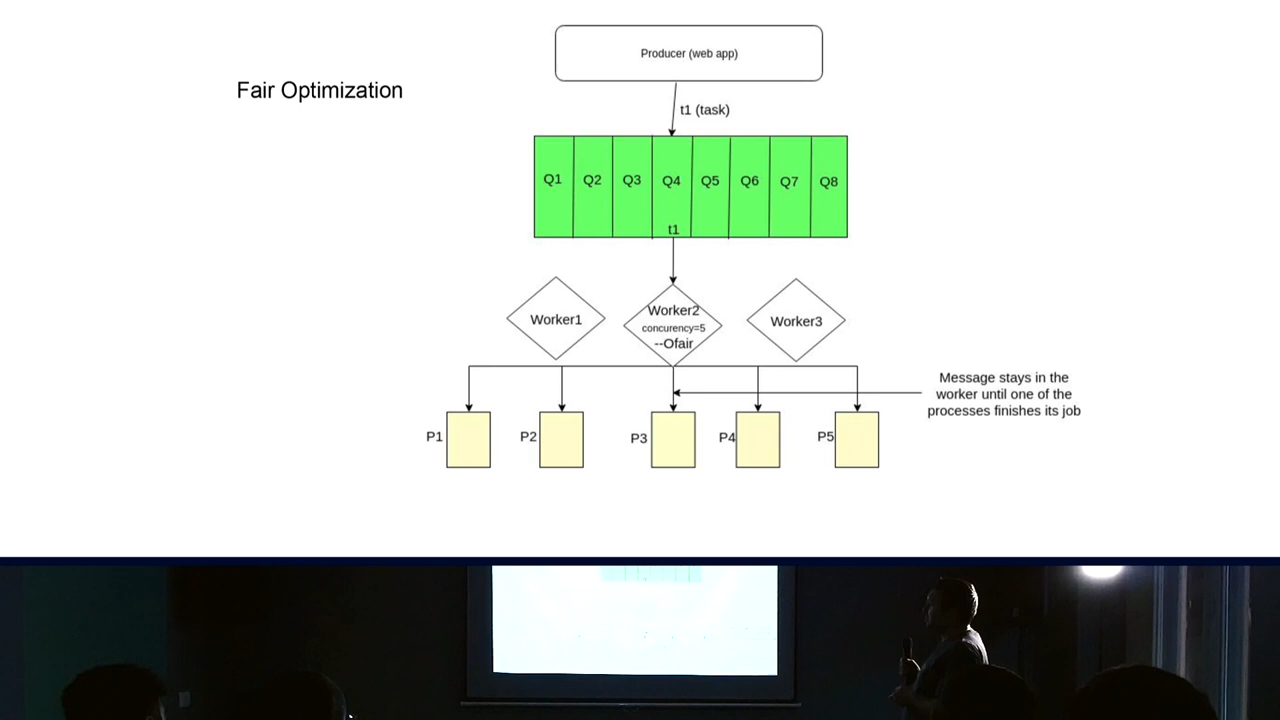 Producer (web app)
Fair Optimization
t1 (task)
Q1 Q2 Q3 Q4 Q5 Q6 Q7 Q8
t1
Worker1
Worker2
concurency=5
--Ofair
Worker3
Message stays in the
worker until one of the
processes finishes its job
P1 P2 P3 P4 P5